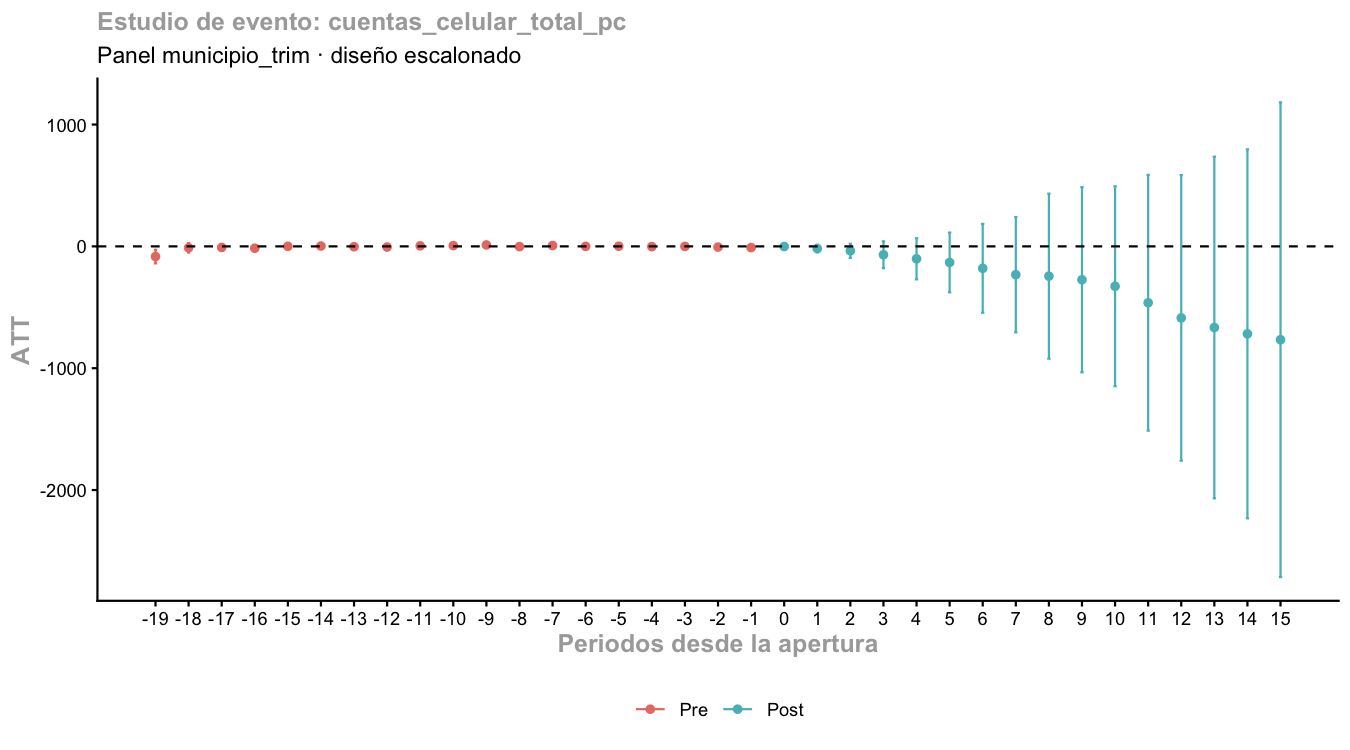 Estudio de evento: cuentas_celular_total_pc
Panel municipio_trim · diseño escalonado
1000
0
-1000
-2000
ATT
-19 -18 -17 -16 -15 -14 -13 -12 -11 -10 -9 -8 -7 -6 -5 -4 -3 -2 -1 0 1 2 3 4 5 6 7 8 9 10 11 12 13 14 15
Periodos desde la apertura
Pre Post